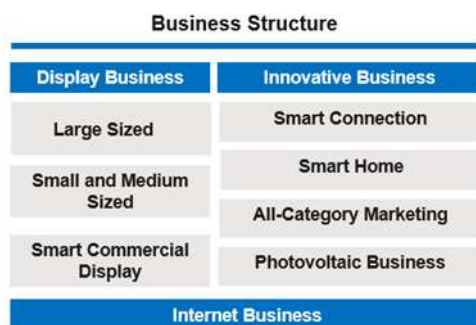 Business Structure
Display Business
Large Sized
Small and Medium
Sized
Smart Commercial
Display
Innovative Business
Smart Connection
Smart Home
All-Category Marketing
Photovoltaic Business
Internet Business